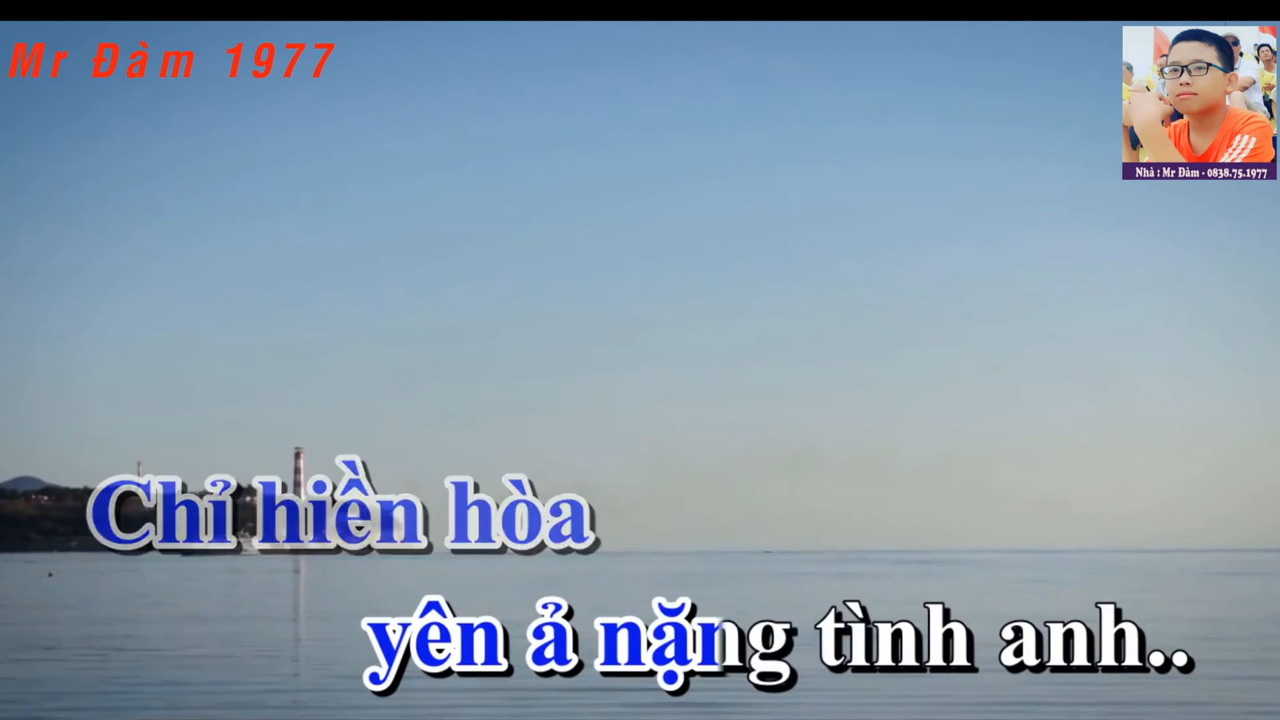 Mr Đàm 1977
Nhà : Mr Đàm - 0838.75.1977
Chỉ hiền hòa
yên ả nặng tình anh..